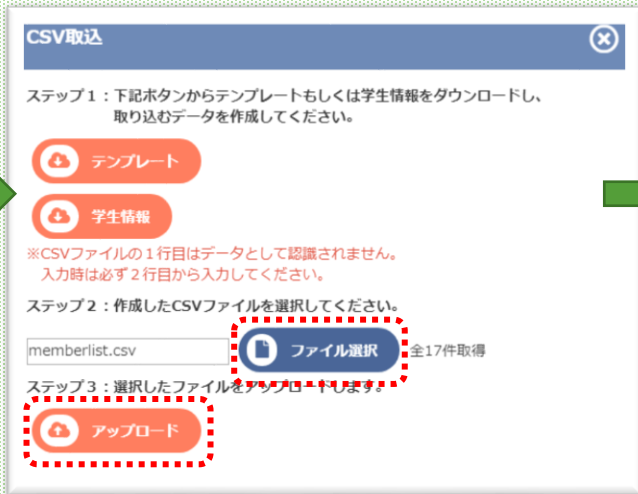 CSV取込
ステップ1：下記ボタンからテンプレートもしくは学生情報をダウンロードし、
取り込むデータを作成してください。
テンプレート
学生情報
※CSVファイルの１行目はデータとして認識されません。
入力時は必ず２行目から入力してください。
ステップ2：作成したCSVファイルを選択してください。
memberlist.csv ファイル選択 全17件取得
ステップ3：選択したファイルをアップロードします。
アップロード